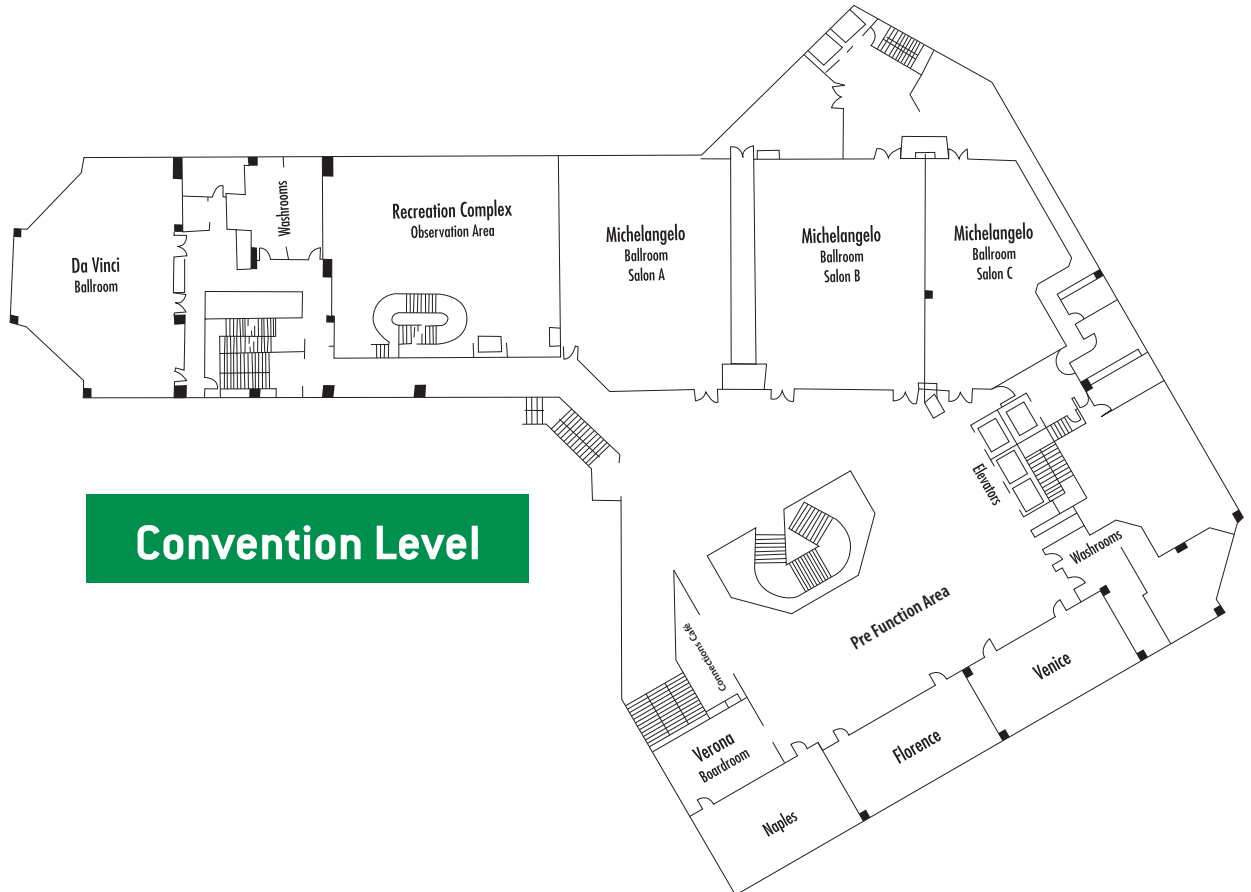 Washrooms
Recreation Complex
Observation Area
Da Vinci
Ballroom
Michelangelo
Ballroom
Salon A
Michelangelo
Ballroom
Salon B
Michelangelo
Ballroom
Salon C
Elevators
Convention Level
Washrooms
Pre Function Area
Connections Café
Venice
Florence
Verona
Boardroom
Naples